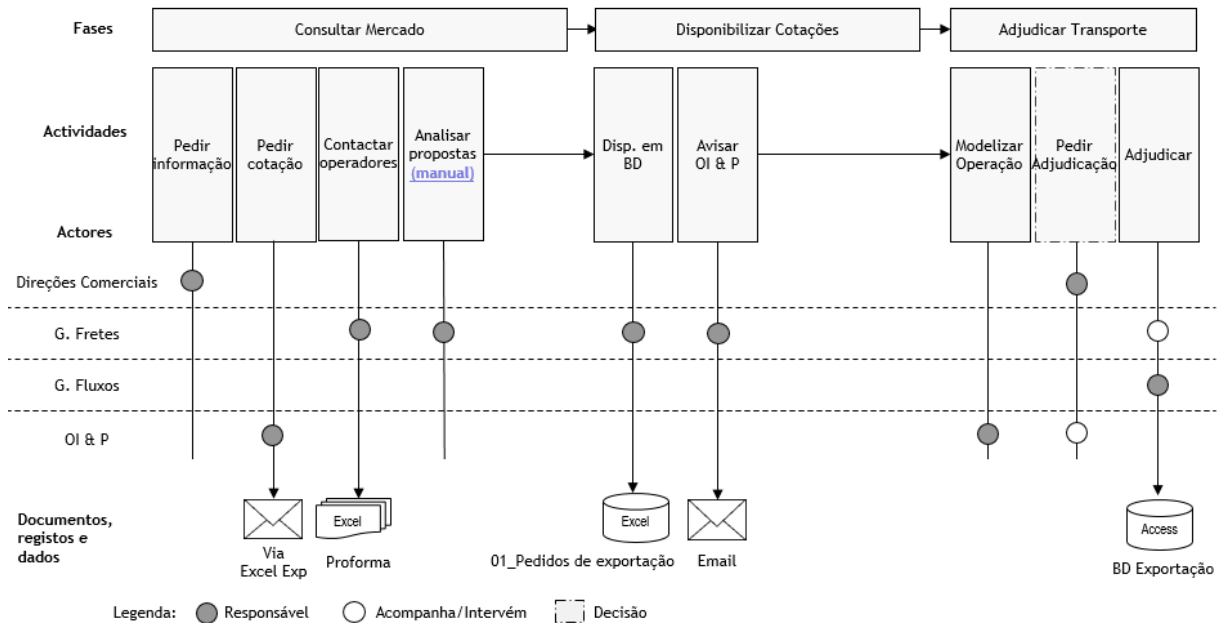 Fases
Consultar Mercado
Disponibilizar Cotações
Adjudicar Transporte
Actividades
Pedir
informação
Pedir
cotação
Contactar
operadores
Analisar
propostas
(manual)
Disp. em
BD
Avisar
OI & P
Modelizar
Operação
Pedir
Adjudicação
Adjudicar
Actores
Direções Comerciais
G. Fretes
G. Fluxos
OI & P
Documentos,
registos e
dados
Via
Excel Exp
Excel
Proforma
Excel
01_Pedidos de exportação
Email
Access
BD Exportação
Legenda:
Responsável
Acompanha/Intervém
Decisão